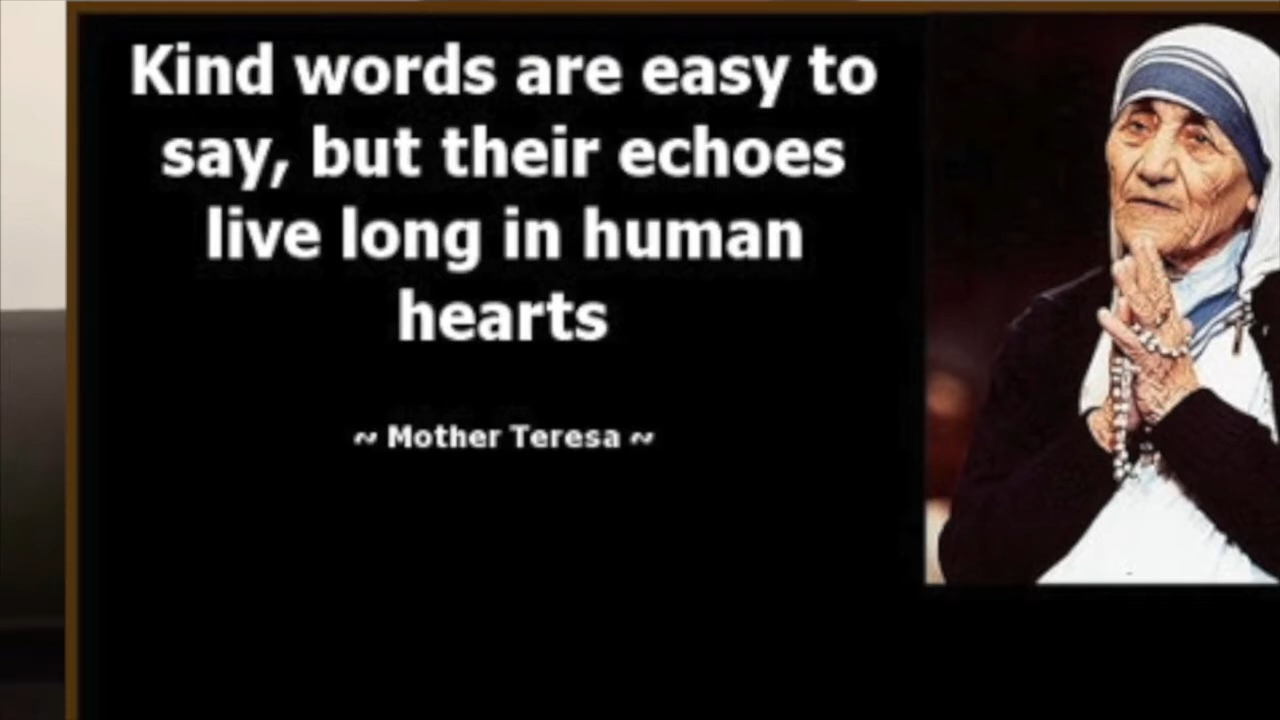 Kind words are easy to
say, but their echoes
live long in human
hearts
~ Mother Teresa ~